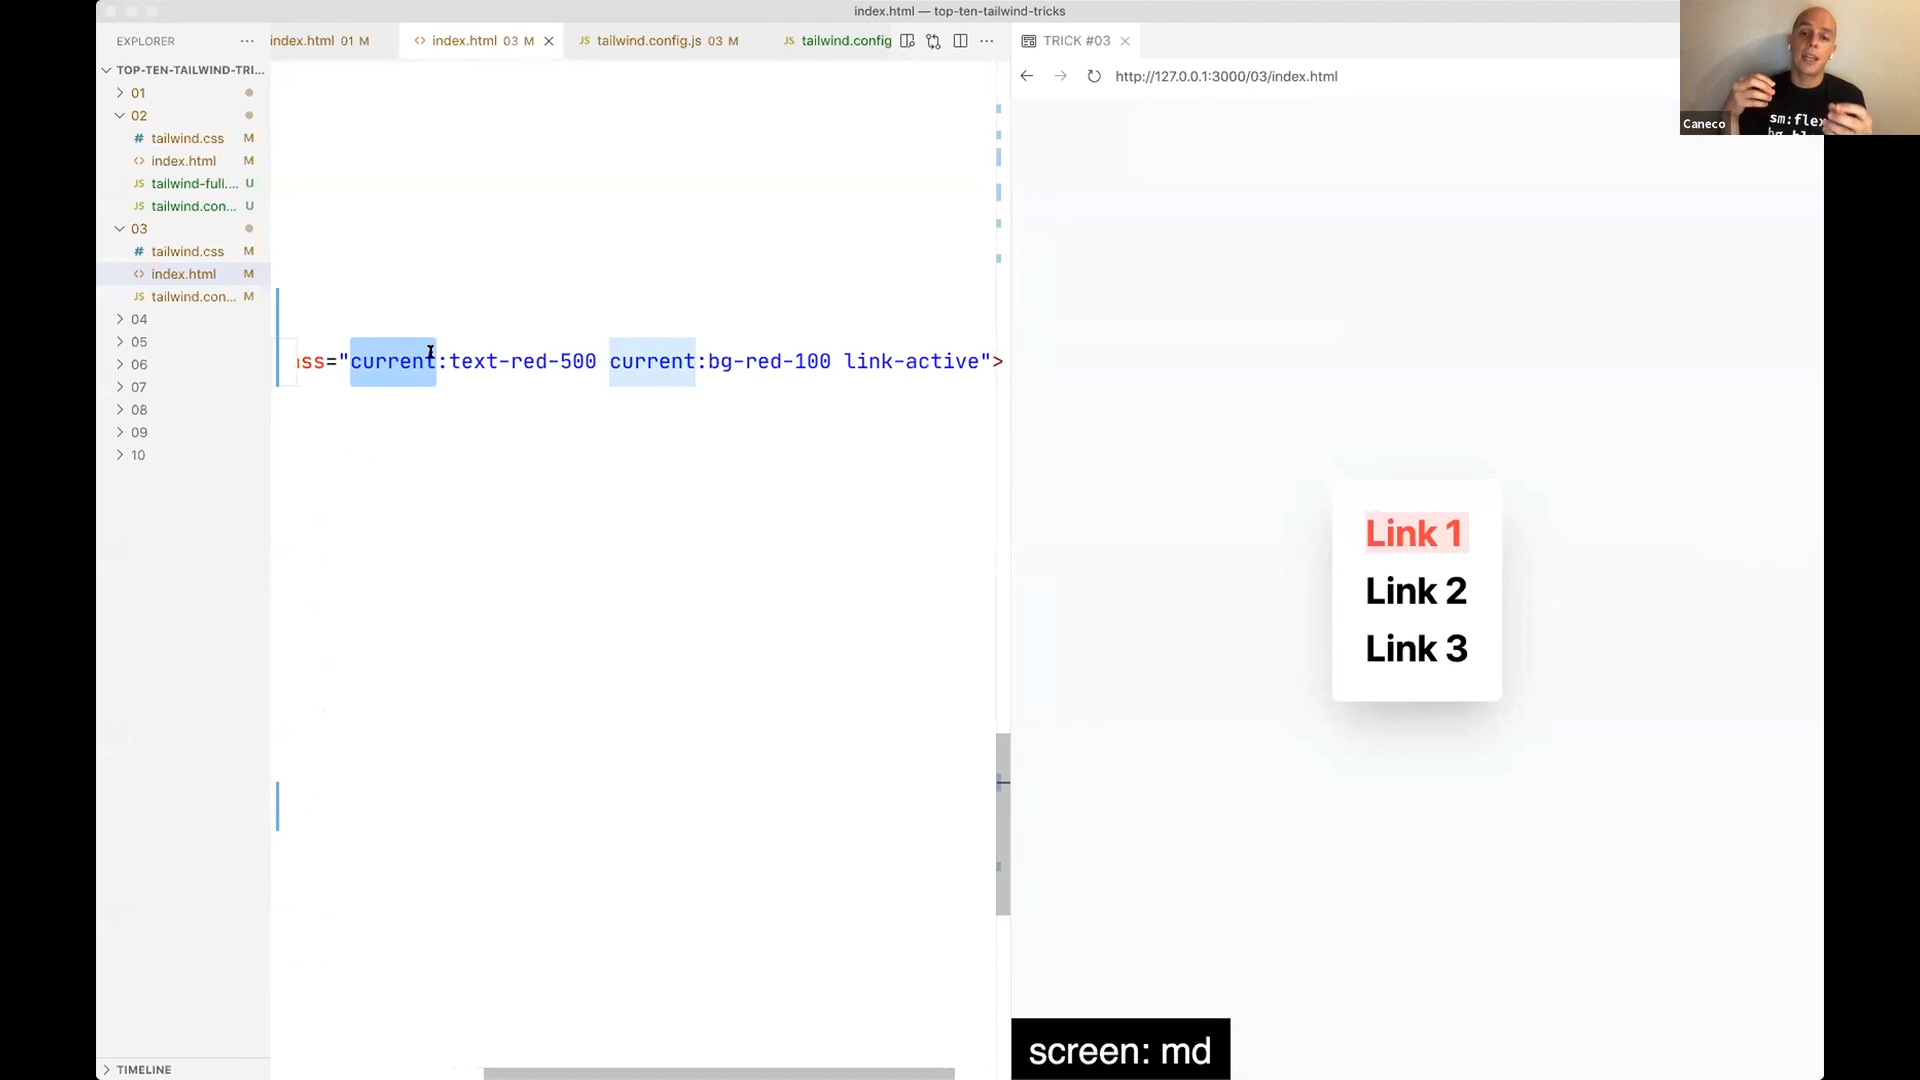 index.html — top-ten-tailwind-tricks
EXPLORER
index.html 01 M
index.html 03 M
tailwind.config.js 03 M
tailwind.config
TRICK #03
http://127.0.0.1:3000/03/index.html
TOP-TEN-TAILWIND-TRI...
01
02
tailwind.css M
index.html M
tailwind-full.... U
tailwind.con... U
03
tailwind.css M
index.html M
tailwind.con... M
04
05
06
07
08
09
10
TIMELINE
ss="current:text-red-500 current:bg-red-100 link-active">
Link 1
Link 2
Link 3
screen: md
sm:flex
Caneco